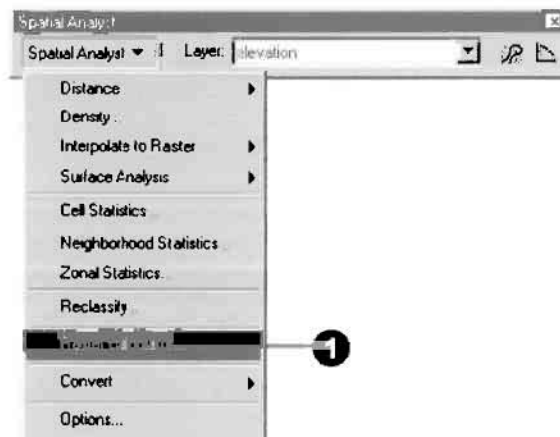 Spatial Analyst
Spatial Analyst Layer: elevation
Distance
Density...
Interpolate to Raster
Surface Analysis
Cell Statistics...
Neighborhood Statistics...
Zonal Statistics...
Reclassify...
1
Convert
Options...